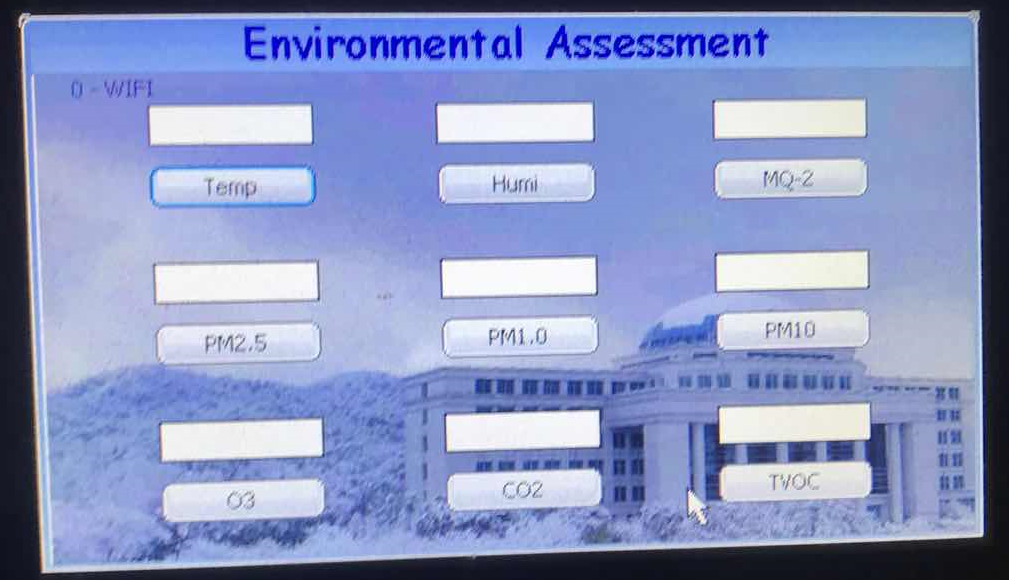 Environmental Assessment
0 - WIFI
Temp Humi MQ-2
PM2.5 PM1.0 PM10
O3 CO2 TVOC